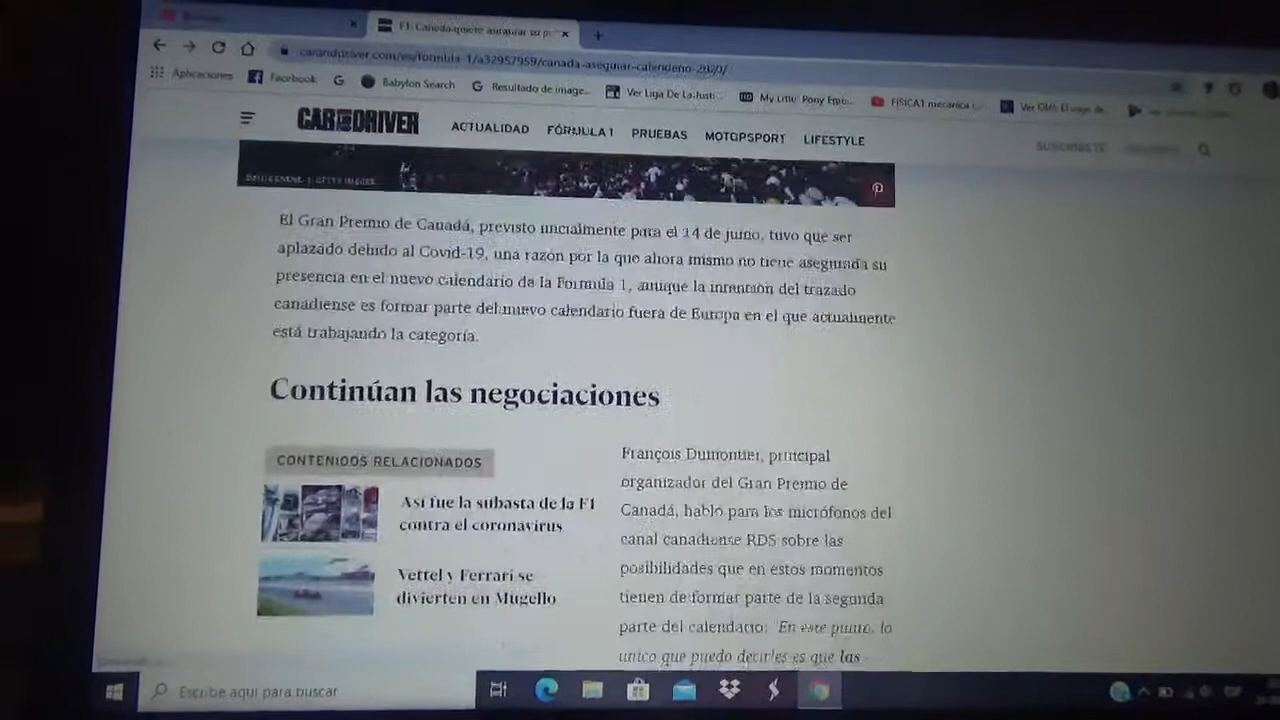 F1: Canadá quiere asegurar su pr
caranddriver.com/es/formula-1/a32957959/canada-asegurar-calendario-2020/
Aplicaciones Facebook Babylon Search Resultado de image... Ver Liga De La Justi... My Little Pony Equ... FISICA1 mecánica
CAR AND DRIVER ACTUALIDAD FÓRMULA 1 PRUEBAS MOTORSPORT LIFESTYLE SUSCRÍBETE
El Gran Premio de Canadá, previsto inicialmente para el 14 de junio, tuvo que ser
aplazado debido al Covid-19, una razón por la que ahora mismo no tiene asegurada su
presencia en el nuevo calendario de la Formula 1, aunque la intención del trazado
canadiense es formar parte del nuevo calendario fuera de Europa en el que actualmente
está trabajando la categoría.
Continúan las negociaciones
CONTENIDOS RELACIONADOS
Así fue la subasta de la F1
contra el coronavirus
Vettel y Ferrari se
divierten en Mugello
François Dumontier, principal
organizador del Gran Premio de
Canadá, habló para los micrófonos del
canal canadiense RDS sobre las
posibilidades que en estos momentos
tienen de formar parte de la segunda
parte del calendario: "En este punto, lo
único que puedo decirles es que las
Escribe aquí para buscar